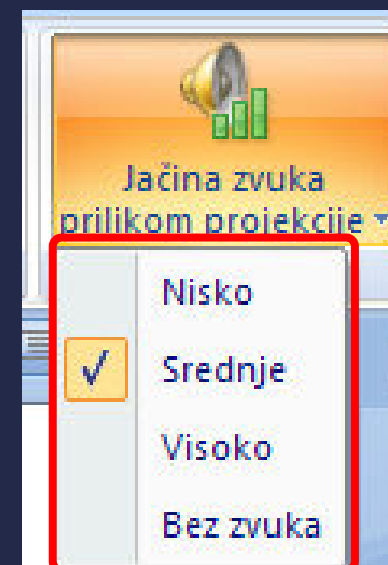 Jačina zvuka
prilikom projekcije
Nisko
Srednje
Visoko
Bez zvuka